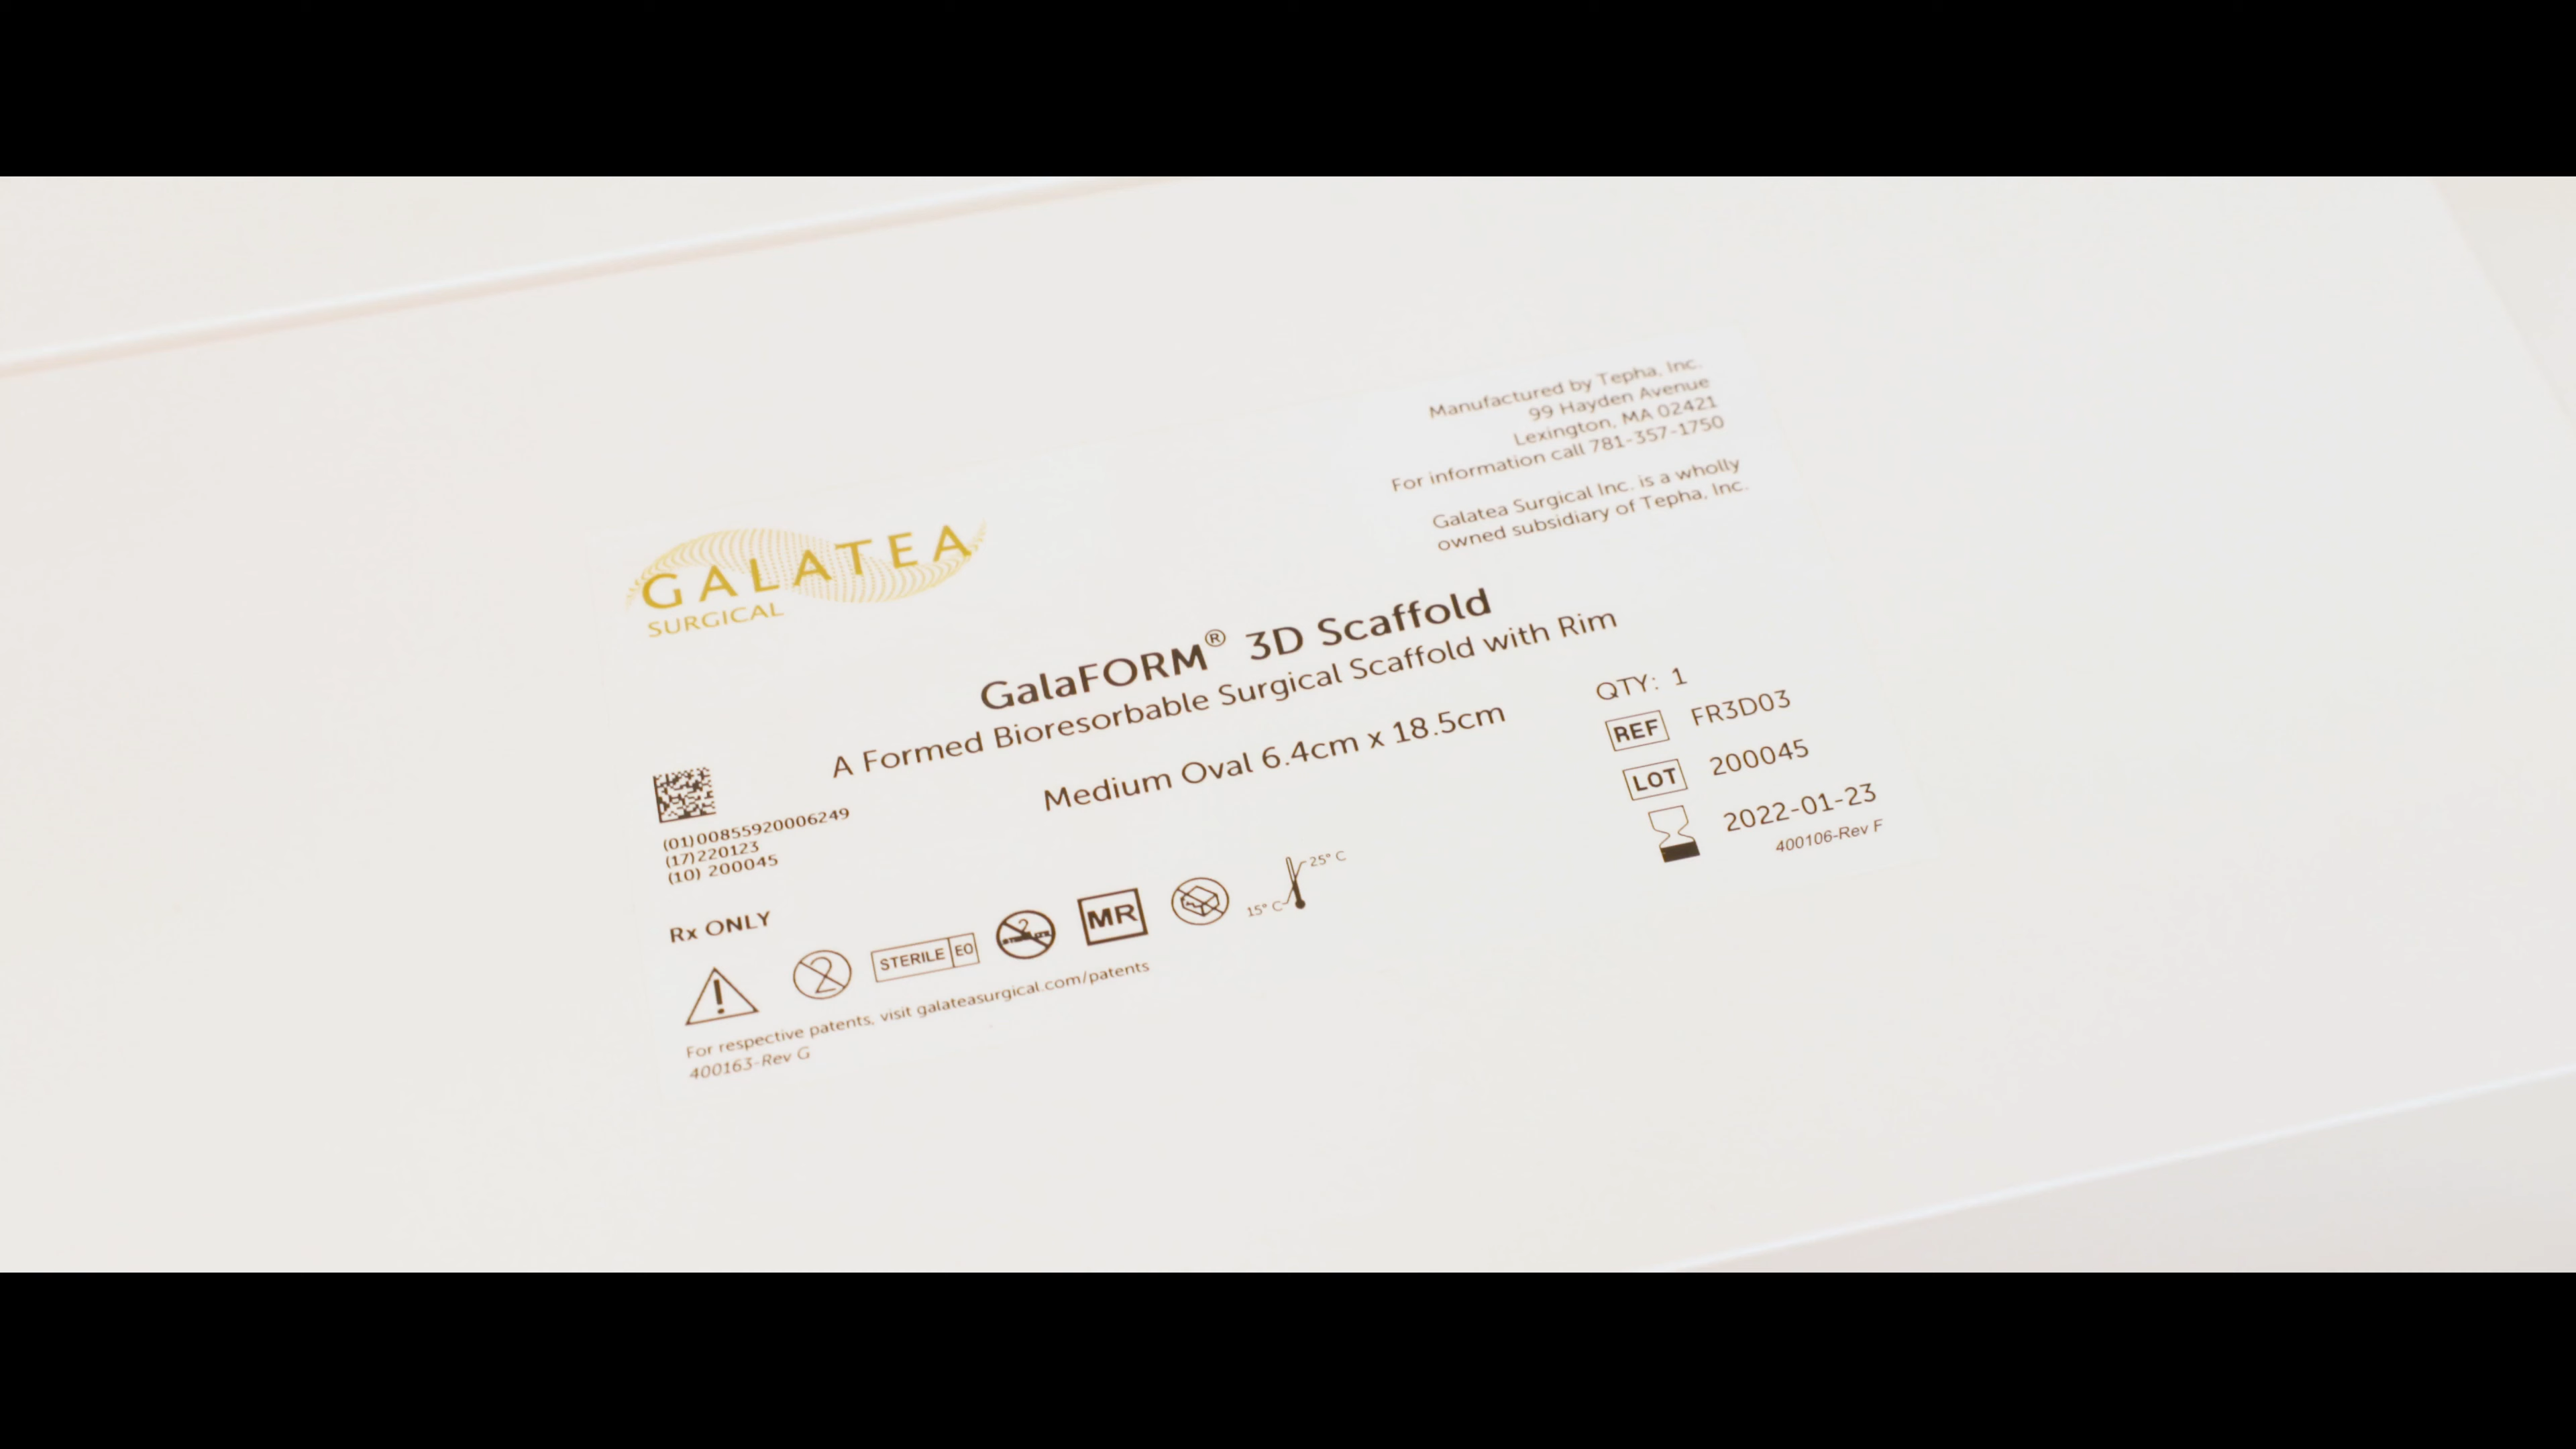 Manufactured by Tepha, Inc.
99 Hayden Avenue
Lexington, MA 02421
For information call 781-357-1750
Galatea Surgical Inc. is a wholly
owned subsidiary of Tepha, Inc.
GALATEA
SURGICAL
GalaFORM® 3D Scaffold
A Formed Bioresorbable Surgical Scaffold with Rim
Medium Oval 6.4cm x 18.5cm
QTY: 1
REF FR3D03
LOT 200045
2022-01-23
400106-Rev F
(01)00855920006249
(17)220123
(10) 200045
Rx ONLY
2
STERILE EO
2
MR
15° C
25° C
For respective patents, visit galateasurgical.com/patents
400163-Rev G